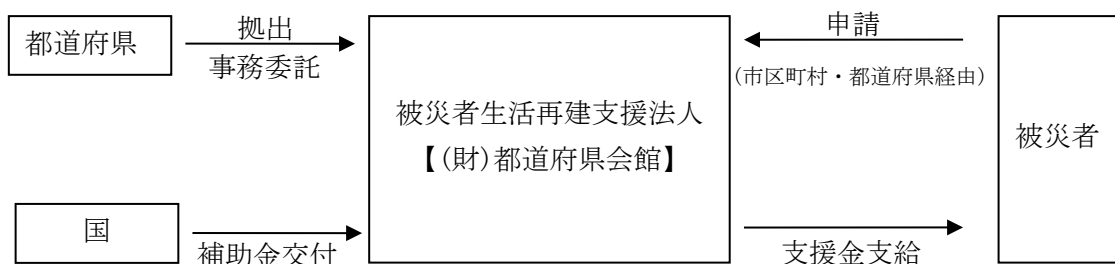 都道府県
拠出
事務委託
国
補助金交付
被災者生活再建支援法人
【(財)都道府県会館】
申請
(市区町村・都道府県経由)
支援金支給
被災者